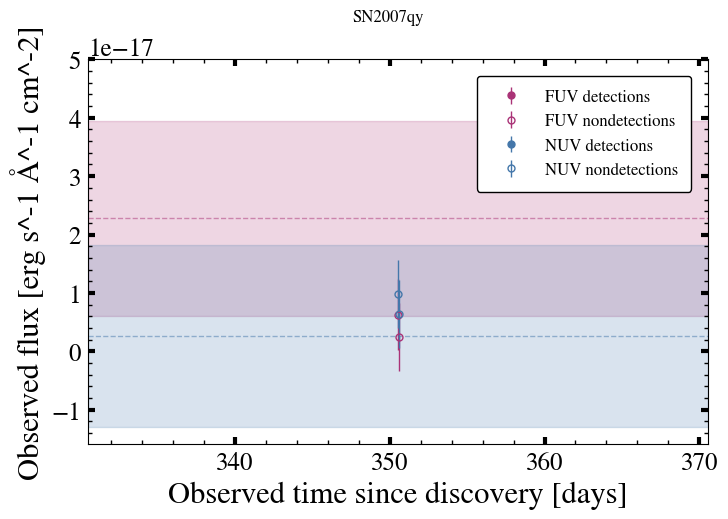 SN2007qy
1e−17
5
4
3
2
1
0
−1
Observed flux [erg s^-1 Å^-1 cm^-2]
FUV detections
FUV nondetections
NUV detections
NUV nondetections
340 350 360 370
Observed time since discovery [days]